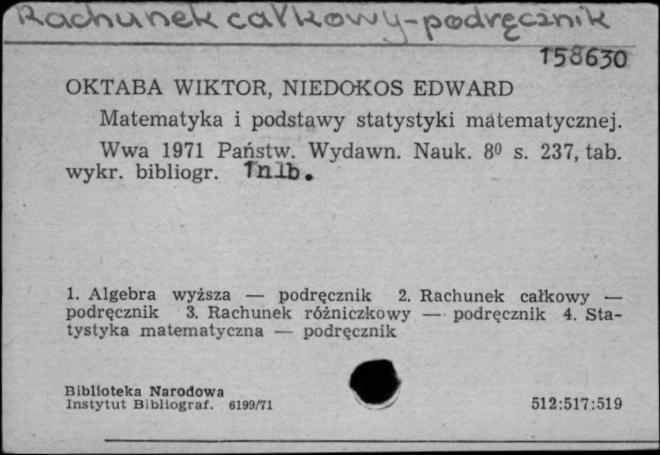 Rachunek całkowy-podręcznik
158630
OKTABA WIKTOR, NIEDOKOS EDWARD
Matematyka i podstawy statystyki matematycznej.
Wwa 1971 Państw. Wydawn. Nauk. 8⁰ s. 237, tab.
wykr. bibliogr. 1nlb.
1. Algebra wyższa — podręcznik 2. Rachunek całkowy —
podręcznik 3. Rachunek różniczkowy — podręcznik 4. Sta-
tystyka matematyczna — podręcznik
Biblioteka Narodowa
Instytut Bibliograf. 6199/71
512:517:519